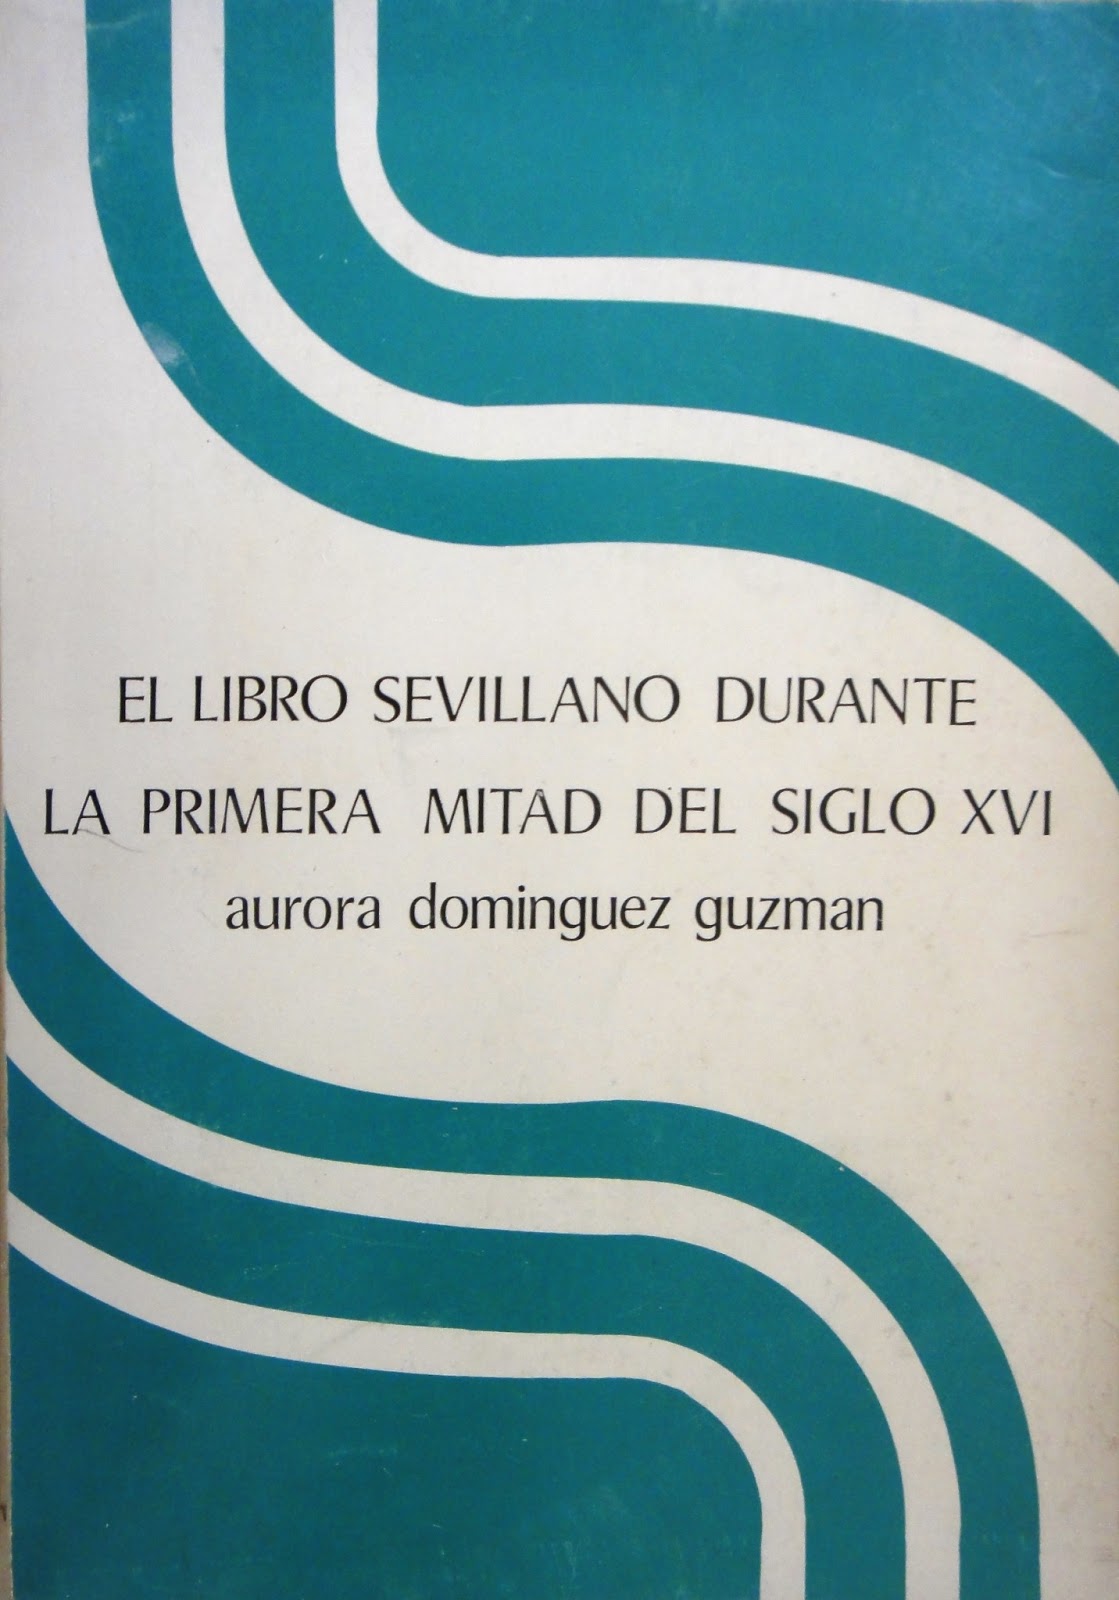 EL LIBRO SEVILLANO DURANTE
LA PRIMERA MITAD DEL SIGLO XVI
aurora dominguez guzman